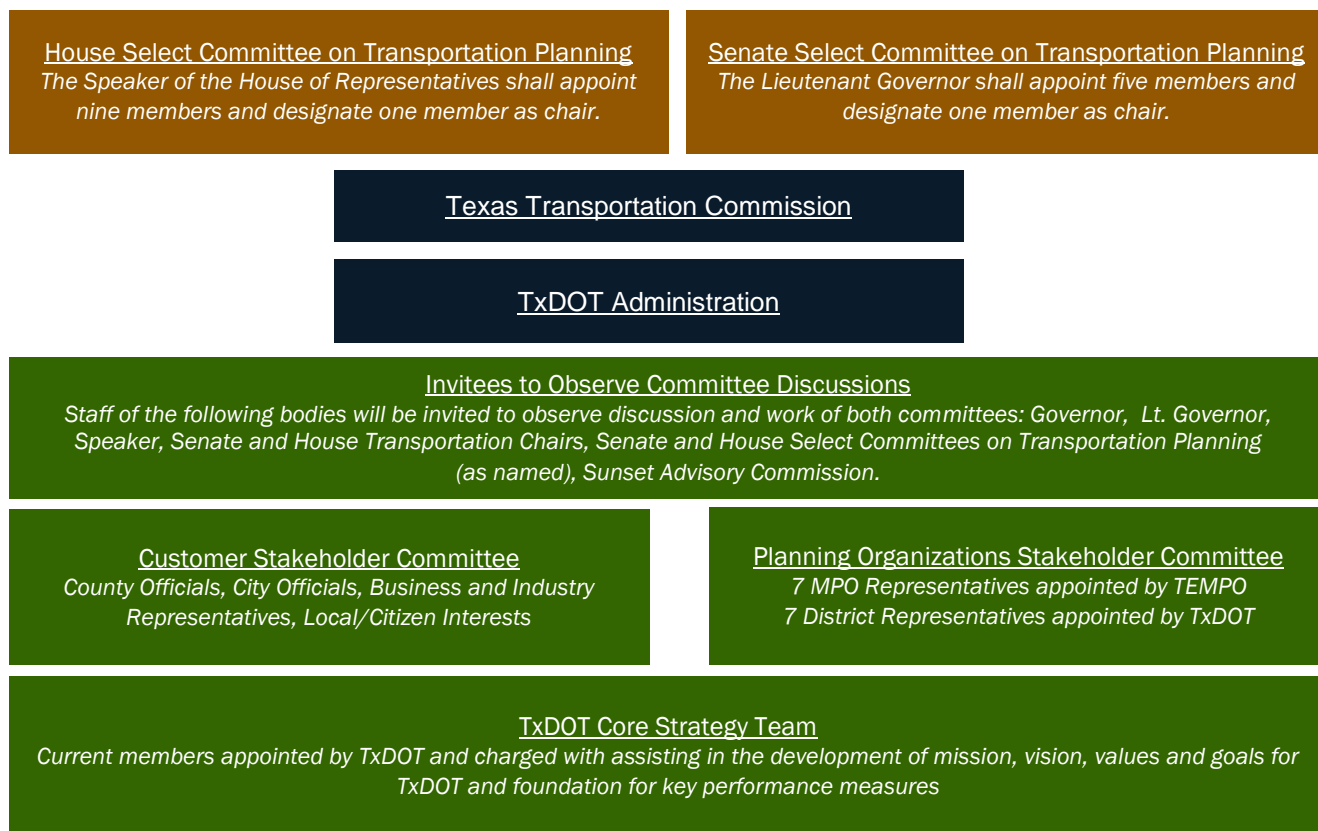 House Select Committee on Transportation Planning
The Speaker of the House of Representatives shall appoint
nine members and designate one member as chair.
Senate Select Committee on Transportation Planning
The Lieutenant Governor shall appoint five members and
designate one member as chair.
Texas Transportation Commission
TxDOT Administration
Invitees to Observe Committee Discussions
Staff of the following bodies will be invited to observe discussion and work of both committees: Governor, Lt. Governor,
Speaker, Senate and House Transportation Chairs, Senate and House Select Committees on Transportation Planning
(as named), Sunset Advisory Commission.
Customer Stakeholder Committee
County Officials, City Officials, Business and Industry
Representatives, Local/Citizen Interests
Planning Organizations Stakeholder Committee
7 MPO Representatives appointed by TEMPO
7 District Representatives appointed by TxDOT
TxDOT Core Strategy Team
Current members appointed by TxDOT and charged with assisting in the development of mission, vision, values and goals for
TxDOT and foundation for key performance measures